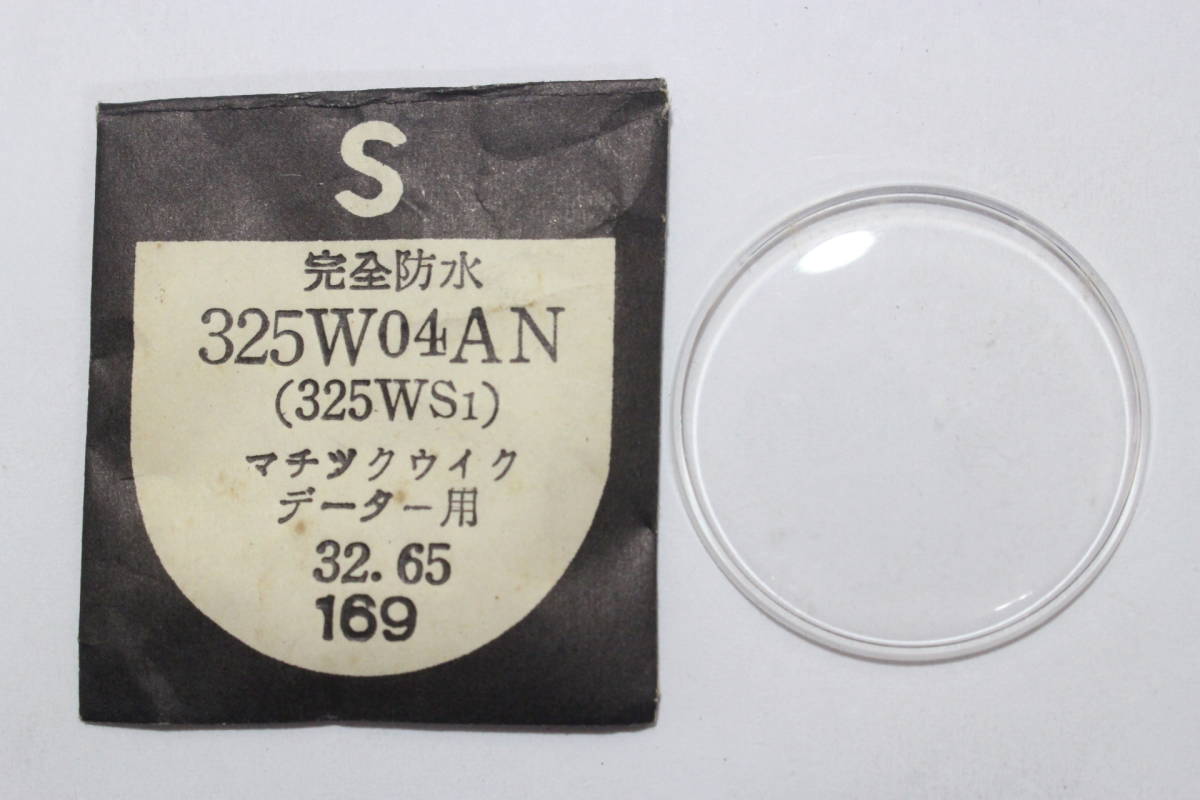 S
完全防水
325W04AN
(325WS1)
マチックウイク
データー用
32.65
169